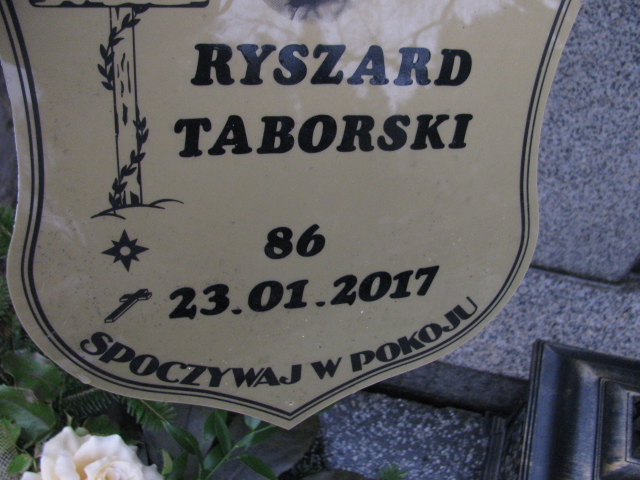 RYSZARD
TABORSKI
86
23.01.2017
SPOCZYWAJ W POKOJU